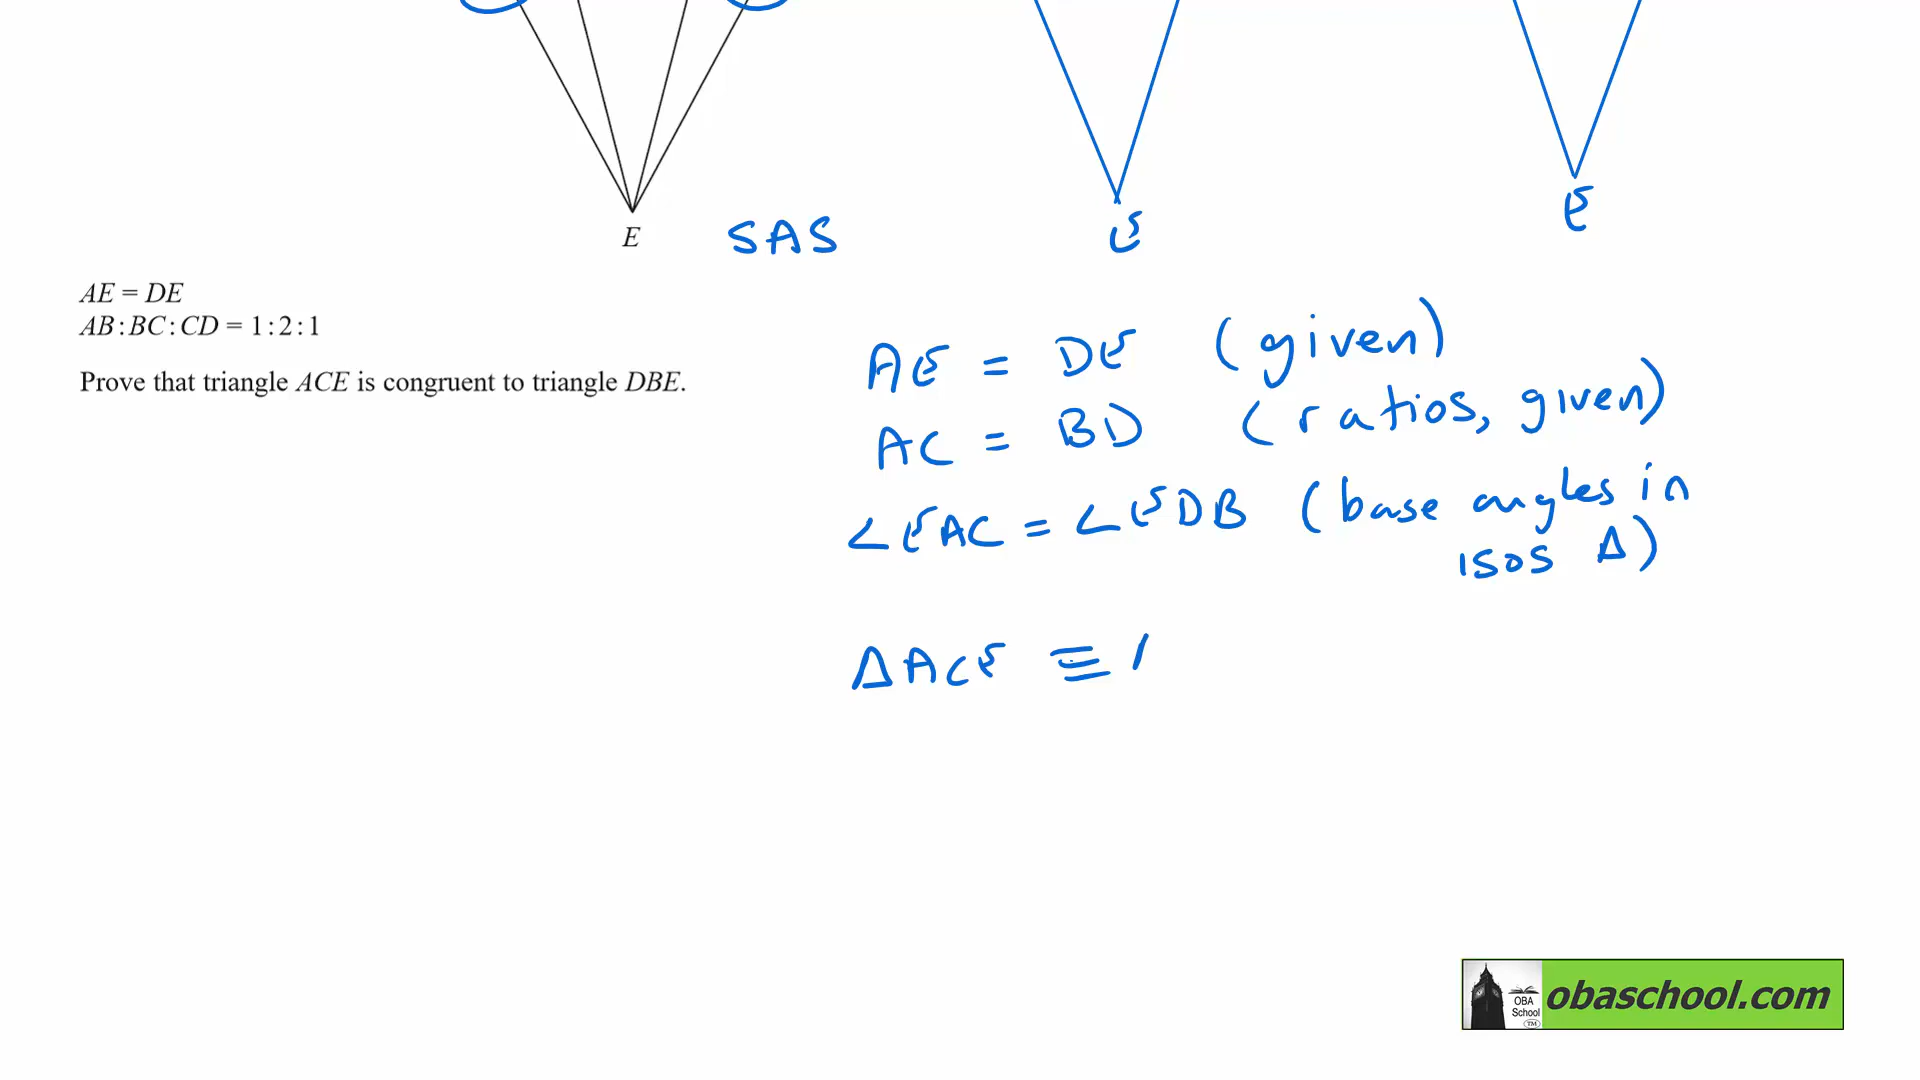 E
SAS
E
E
AE = DE
AB : BC : CD = 1 : 2 : 1
Prove that triangle ACE is congruent to triangle DBE.
AE = DE (given)
AC = BD (ratios, given)
∠EAC = ∠EDB (base angles in
isos Δ)
ΔACE ≡
OBA
School
TM
obaschool.com